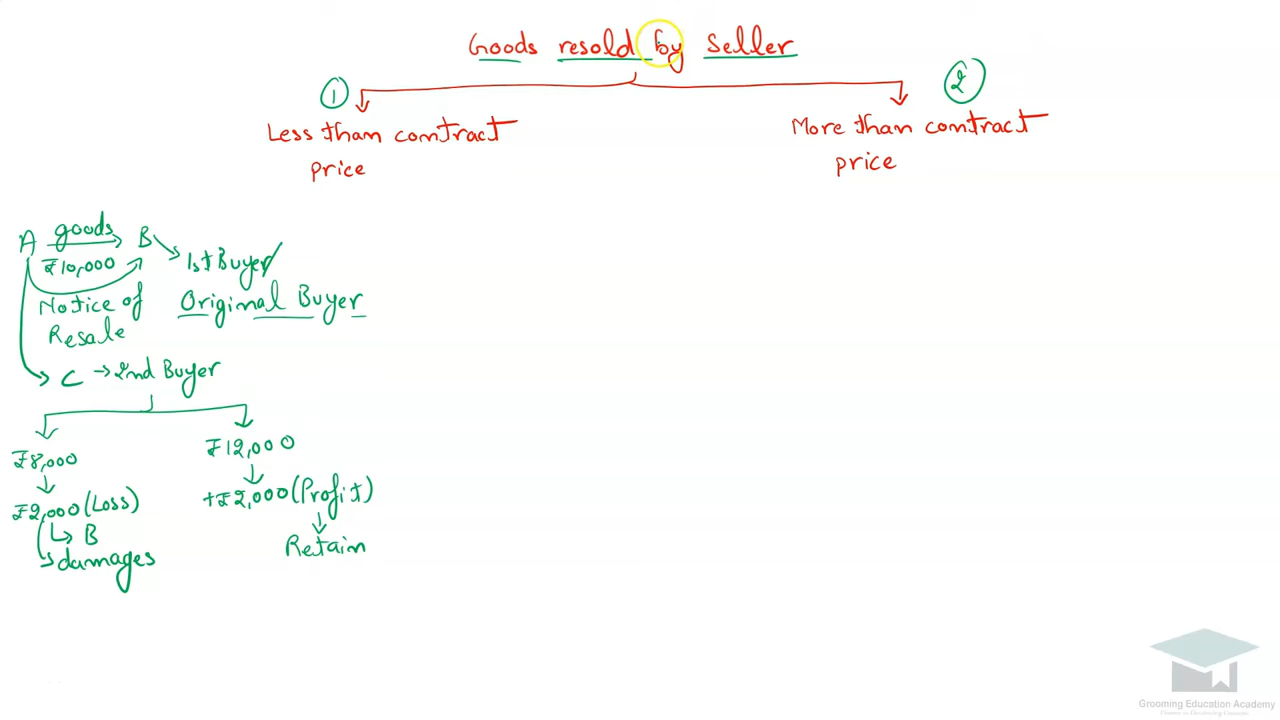 Goods resold by Seller
1
2
Less than contract
price
More than contract
price
A goods B
₹10,000
1st Buyer
Notice of
Resale
Original Buyer
C → 2nd Buyer
₹8,000
₹12,000
₹2,000 (Loss)
+₹2,000 (Profit)
B
damages
Retain
Grooming Education Academy